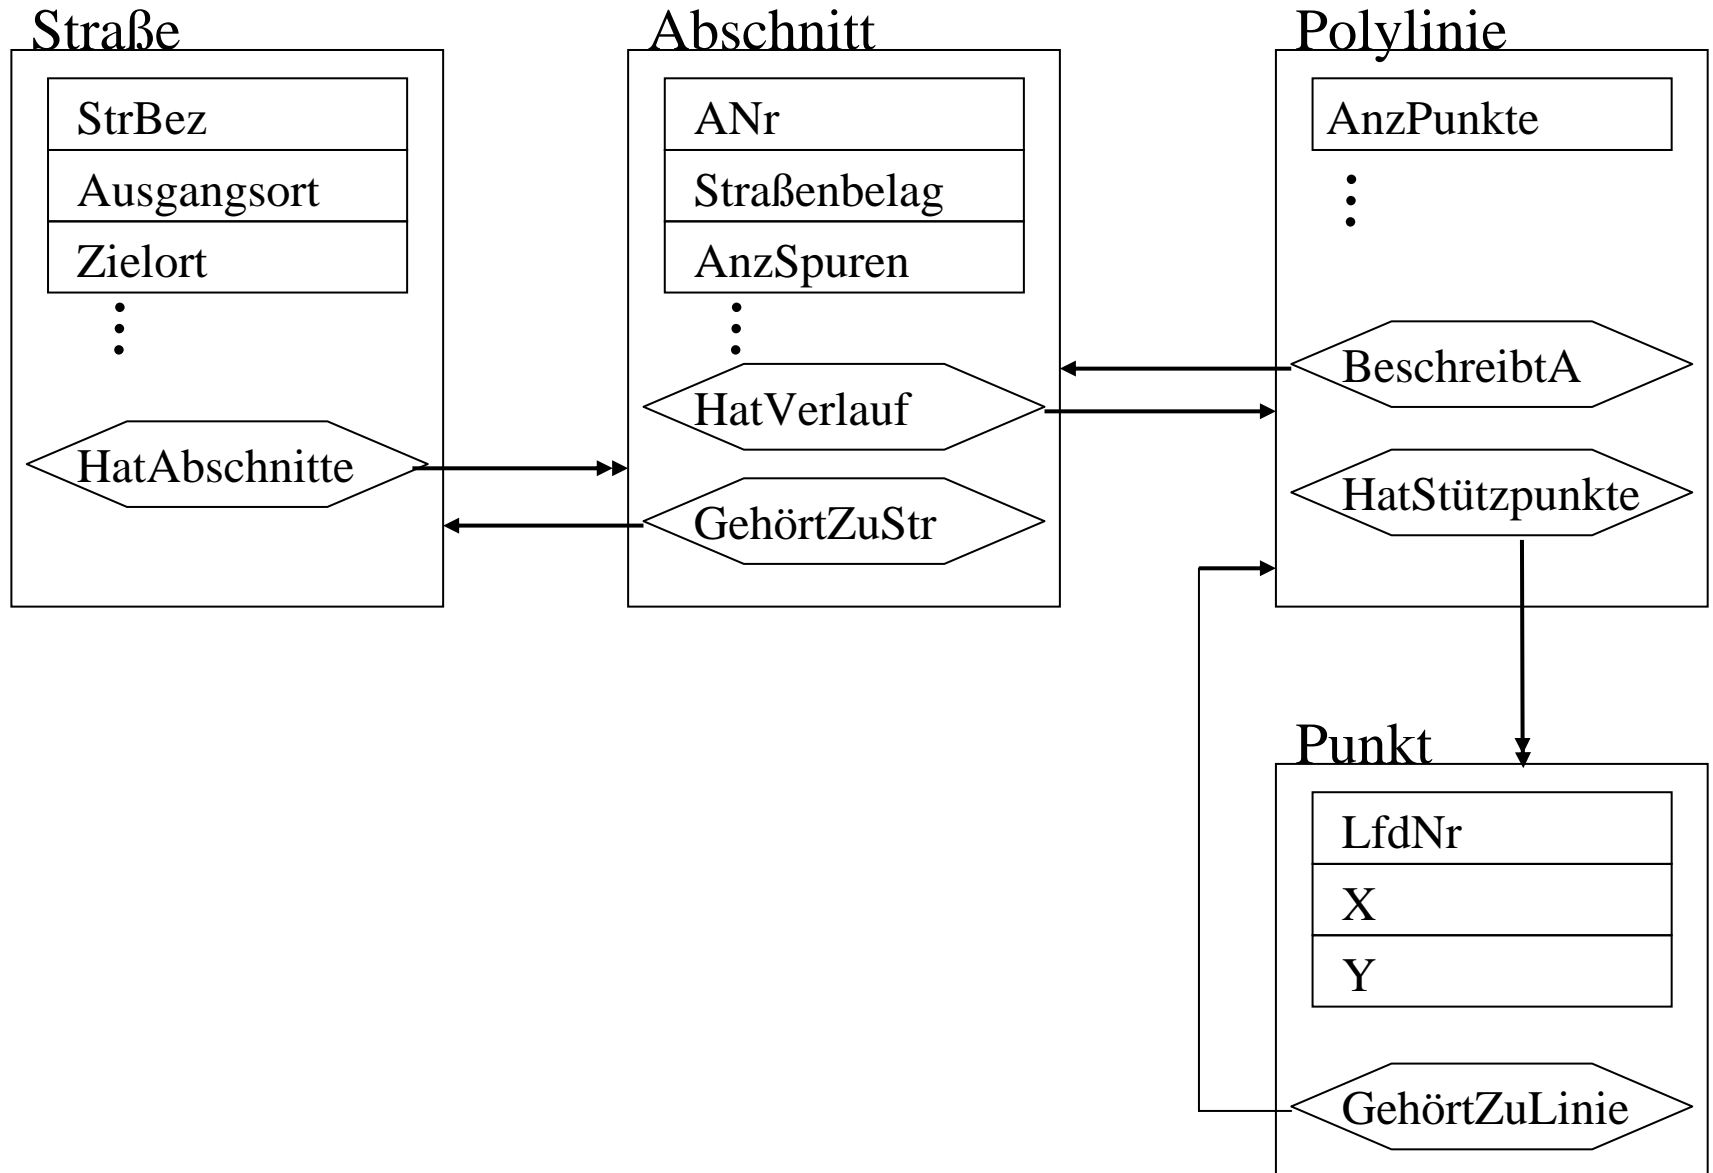 Straße
StrBez
Ausgangsort
Zielort
HatAbschnitte
Abschnitt
ANr
Straßenbelag
AnzSpuren
HatVerlauf
GehörtZuStr
Polylinie
AnzPunkte
BeschreibtA
HatStützpunkte
Punkt
LfdNr
X
Y
GehörtZuLinie